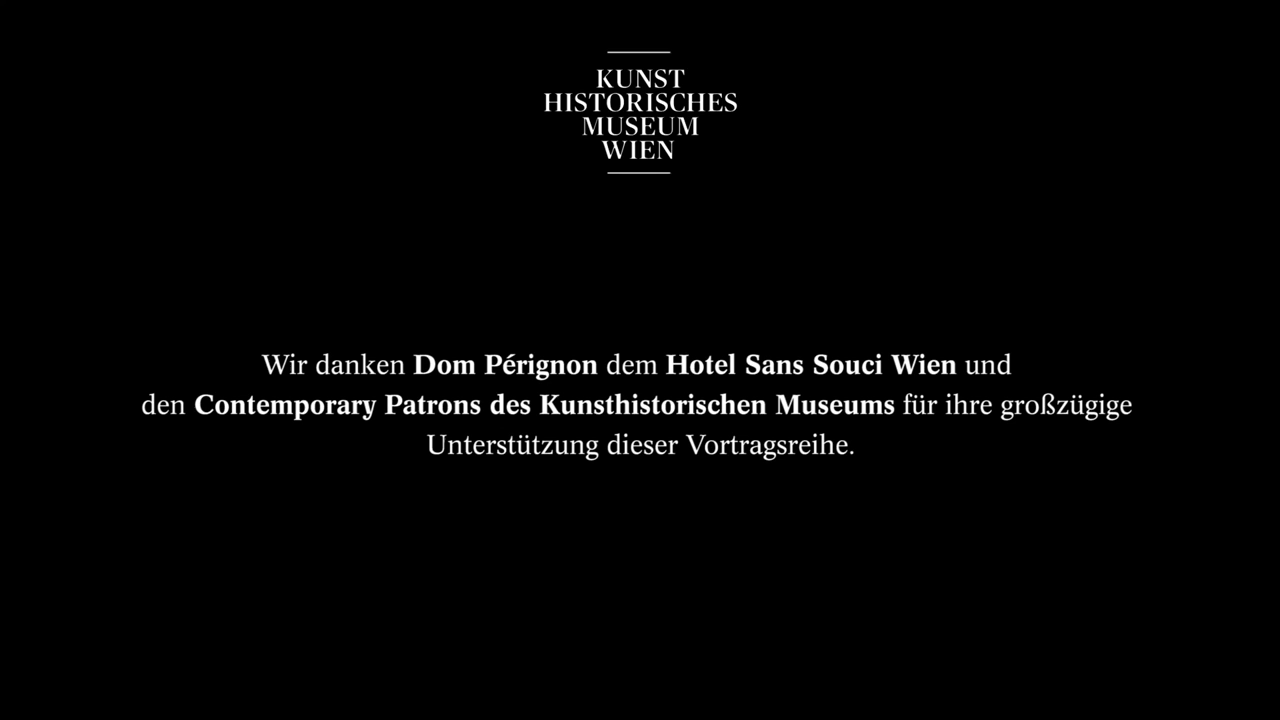 KUNST
HISTORISCHES
MUSEUM
WIEN
Wir danken Dom Pérignon dem Hotel Sans Souci Wien und
den Contemporary Patrons des Kunsthistorischen Museums für ihre großzügige
Unterstützung dieser Vortragsreihe.